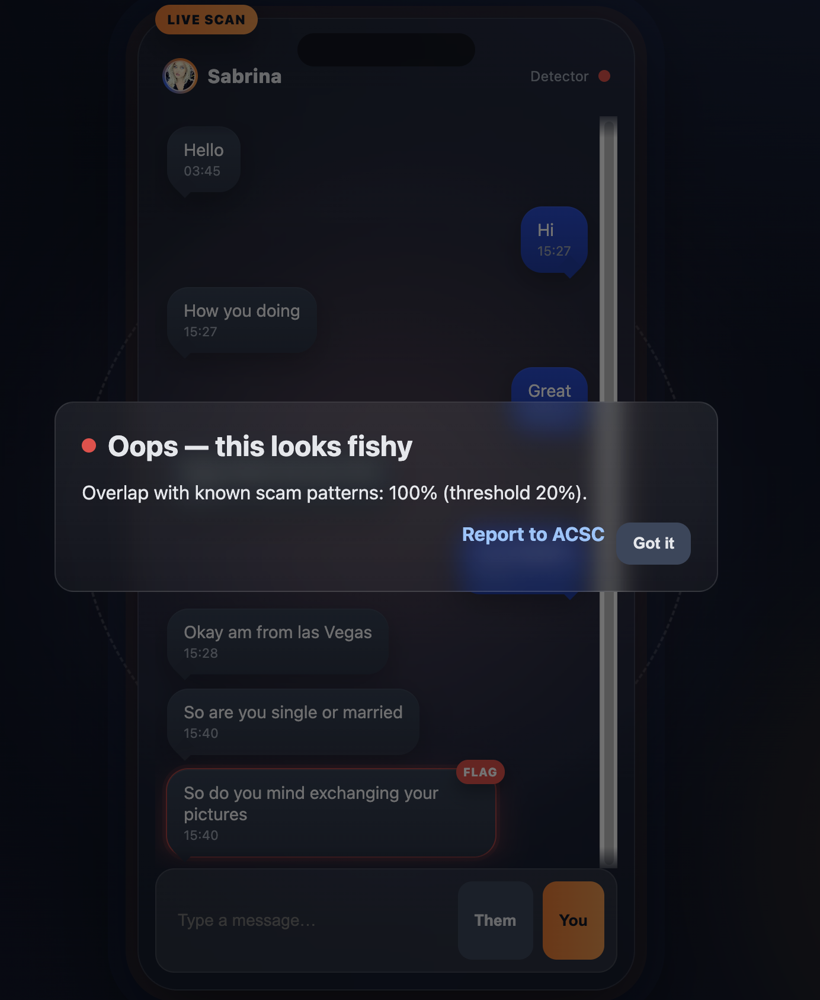 LIVE SCAN
Sabrina
Detector
Hello
03:45
Hi
15:27
How you doing
15:27
Great
Oops — this looks fishy
Overlap with known scam patterns: 100% (threshold 20%).
Report to ACSC
Got it
Okay am from las Vegas
15:28
So are you single or married
15:40
FLAG
So do you mind exchanging your
pictures
15:40
Type a message...
Them
You